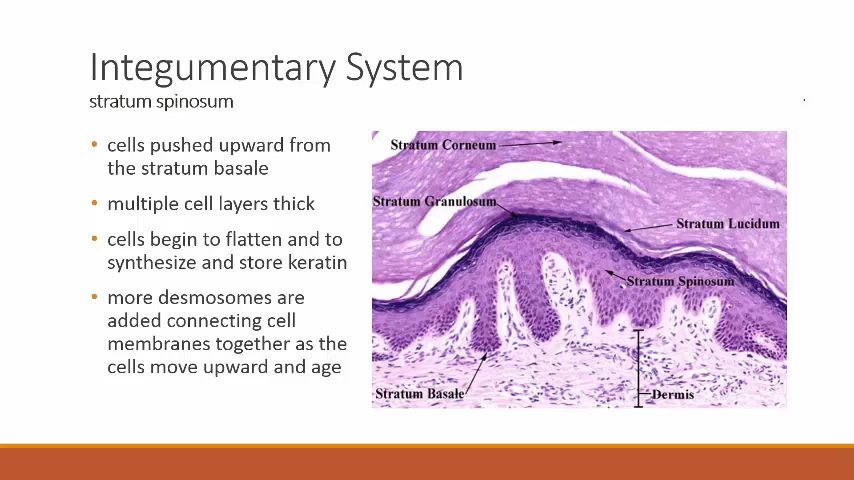 Integumentary System
stratum spinosum
• cells pushed upward from
the stratum basale
• multiple cell layers thick
• cells begin to flatten and to
synthesize and store keratin
• more desmosomes are
added connecting cell
membranes together as the
cells move upward and age
Stratum Corneum
Stratum Granulosum
Stratum Lucidum
Stratum Spinosum
Stratum Basale
Dermis